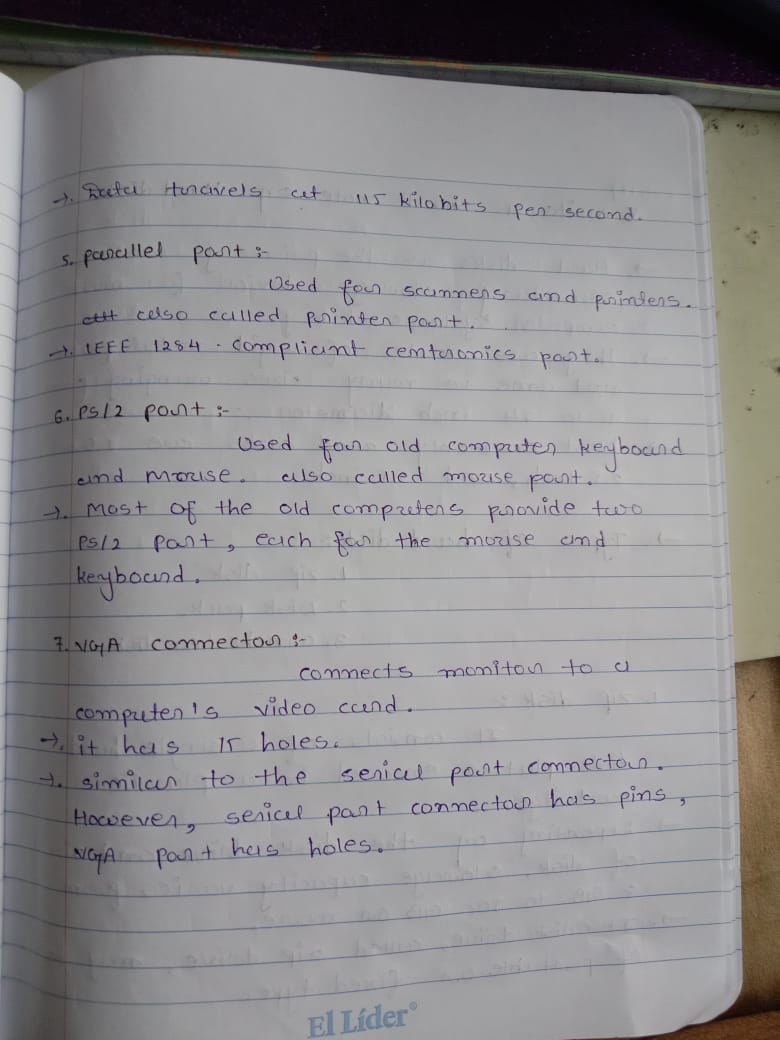 →. Data travels at 115 kilobits per second.
5. parallel port :-
Used for scanners and printers.
also called printer port.
→. IEEE 1284 - compliant centronics port.
6. PS/2 port :-
Used for old computer keyboard
and mouse. also called mouse port.
→. Most of the old computers provide two
PS/2 port, each for the mouse and
keyboard.
7. VGA connector :-
connects monitor to a
computer's video card.
→. it has 15 holes.
→. similar to the serial port connector.
However, serial port connector has pins,
VGA port has holes.
El Líder®